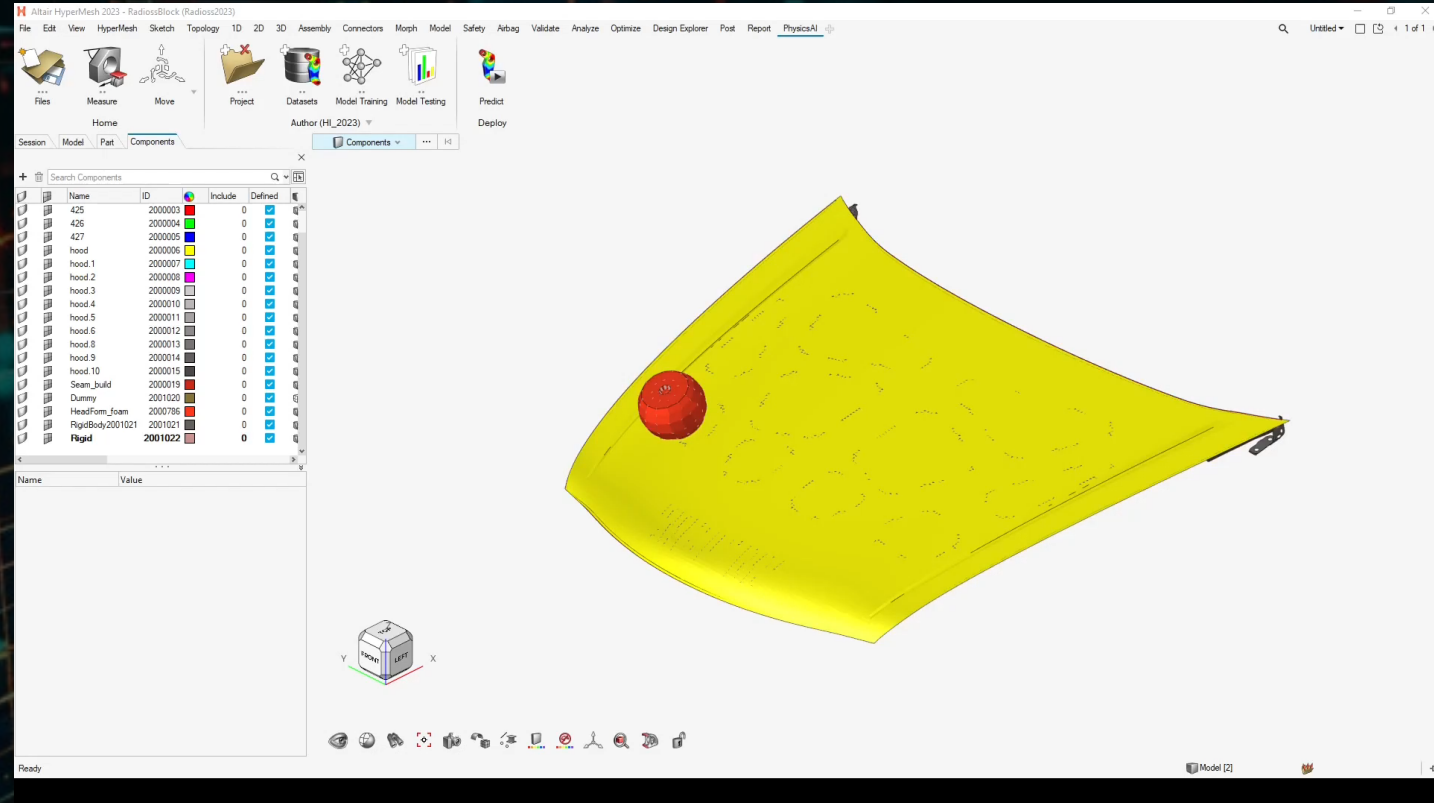 Altair HyperMesh 2023 - RadiossBlock (Radioss2023)
File Edit View HyperMesh Sketch Topology 1D 2D 3D Assembly Connectors Morph Model Safety Airbag Validate Analyze Optimize Design Explorer Post Report PhysicsAI Untitled 1 of 1
Files Measure Move Project Datasets Model Training Model Testing Predict
Home Author (HI_2023) Deploy
Session Model Part Components Components
Search Components
Name ID Include Defined
425 2000003 0
426 2000004 0
427 2000005 0
hood 2000006 0
hood.1 2000007 0
hood.2 2000008 0
hood.3 2000009 0
hood.4 2000010 0
hood.5 2000011 0
hood.6 2000012 0
hood.8 2000013 0
hood.9 2000014 0
hood.10 2000015 0
Seam_build 2000019 0
Dummy 2001020 0
HeadForm_foam 2000786 0
RigidBody2001021 2001021 0
Rigid 2001022 0
Name Value
TOP
FRONT LEFT
Y X
Ready Model [2]